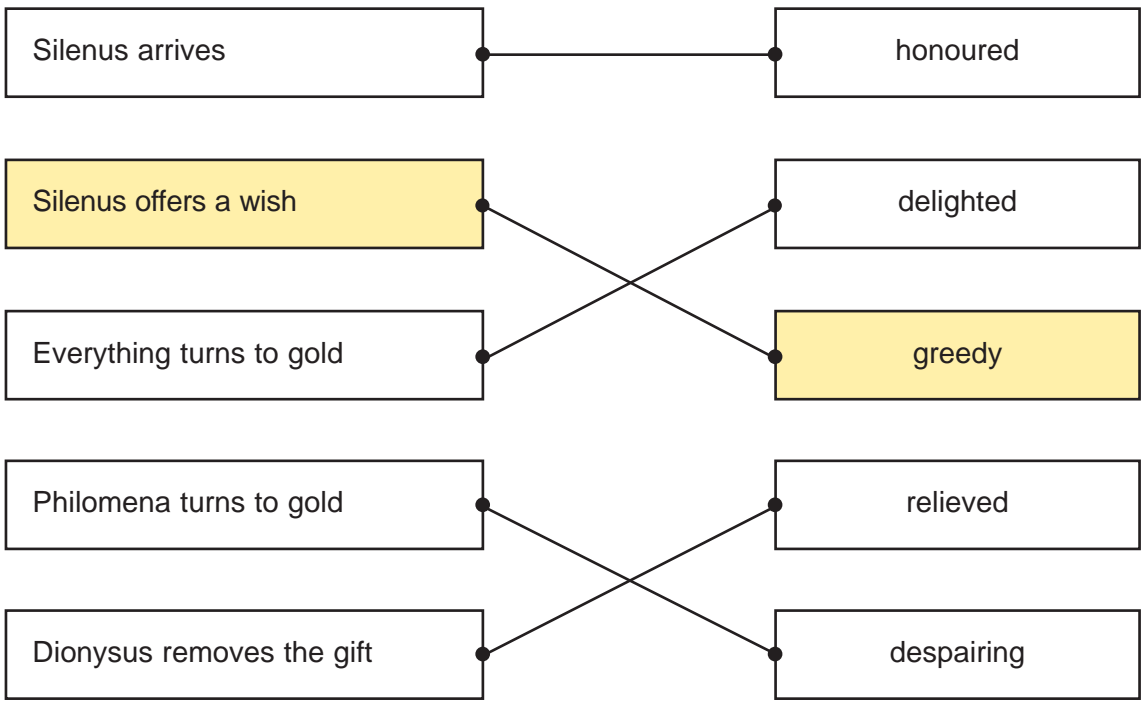 Silenus arrives
honoured
Silenus offers a wish
delighted
Everything turns to gold
greedy
Philomena turns to gold
relieved
Dionysus removes the gift
despairing